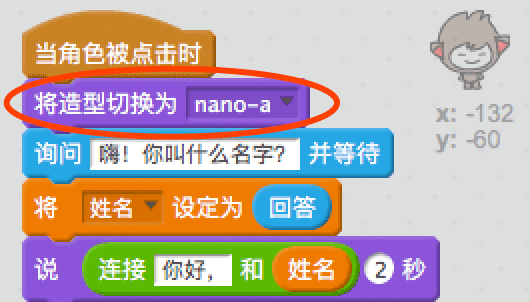 当角色被点击时
将造型切换为 nano-a
询问 嗨！你叫什么名字？ 并等待
将 姓名 设定为 回答
说 连接 你好， 和 姓名 2 秒
x: -132
y: -60